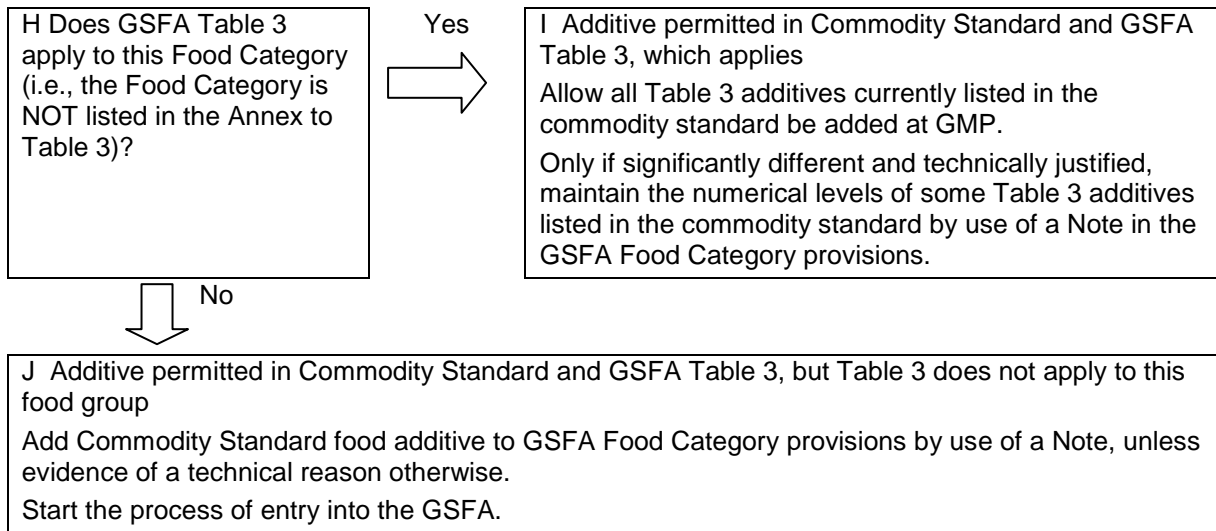 H Does GSFA Table 3
apply to this Food Category
(i.e., the Food Category is
NOT listed in the Annex to
Table 3)?
Yes
I Additive permitted in Commodity Standard and GSFA
Table 3, which applies
Allow all Table 3 additives currently listed in the
commodity standard be added at GMP.
Only if significantly different and technically justified,
maintain the numerical levels of some Table 3 additives
listed in the commodity standard by use of a Note in the
GSFA Food Category provisions.
No
J Additive permitted in Commodity Standard and GSFA Table 3, but Table 3 does not apply to this
food group
Add Commodity Standard food additive to GSFA Food Category provisions by use of a Note, unless
evidence of a technical reason otherwise.
Start the process of entry into the GSFA.